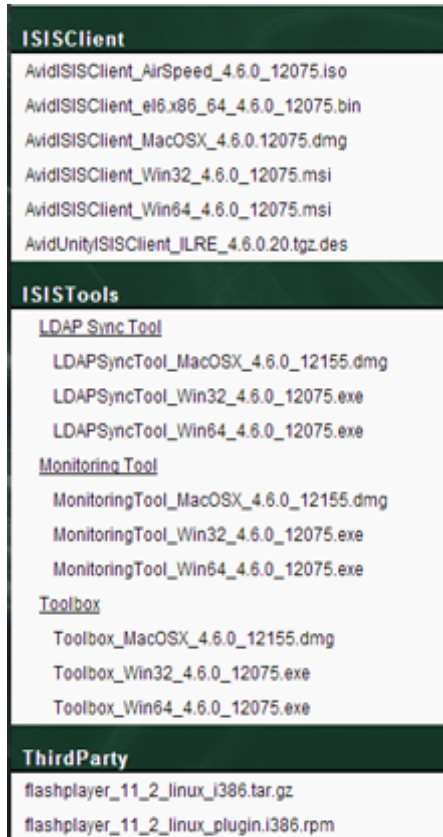 ISISClient
AvidISISClient_AirSpeed_4.6.0_12075.iso
AvidISISClient_el6.x86_64_4.6.0_12075.bin
AvidISISClient_MacOSX_4.6.0.12075.dmg
AvidISISClient_Win32_4.6.0_12075.msi
AvidISISClient_Win64_4.6.0_12075.msi
AvidUnityISISClient_ILRE_4.6.0.20.tgz.des
ISISTools
LDAP Sync Tool
LDAPSyncTool_MacOSX_4.6.0_12155.dmg
LDAPSyncTool_Win32_4.6.0_12075.exe
LDAPSyncTool_Win64_4.6.0_12075.exe
Monitoring Tool
MonitoringTool_MacOSX_4.6.0_12155.dmg
MonitoringTool_Win32_4.6.0_12075.exe
MonitoringTool_Win64_4.6.0_12075.exe
Toolbox
Toolbox_MacOSX_4.6.0_12155.dmg
Toolbox_Win32_4.6.0_12075.exe
Toolbox_Win64_4.6.0_12075.exe
ThirdParty
flashplayer_11_2_linux_i386.tar.gz
flashplayer_11_2_linux_plugin.i386.rpm